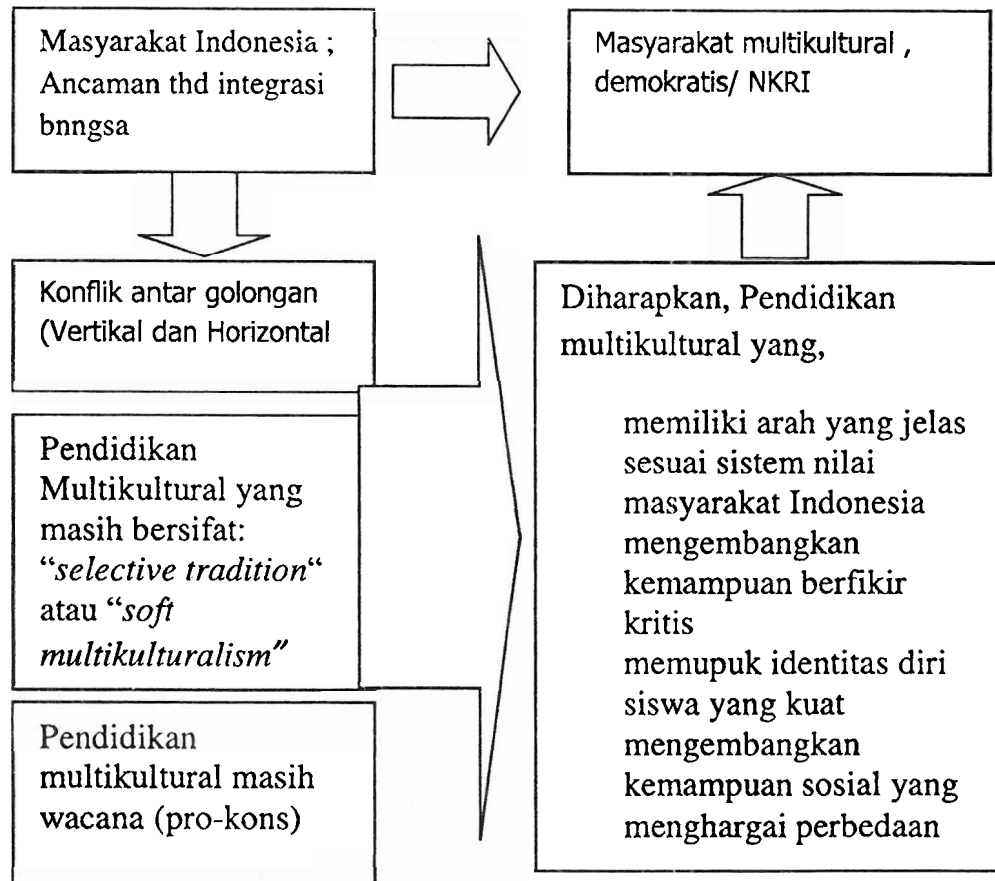 Masyarakat Indonesia ;
Ancaman thd integrasi
bnngsa
Masyarakat multikultural ,
demokratis/ NKRI
Konflik antar golongan
(Vertikal dan Horizontal
Pendidikan
Multikultural yang
masih bersifat:
“selective tradition“
atau “soft
multikulturalism”
Pendidikan
multikultural masih
wacana (pro-kons)
Diharapkan, Pendidikan
multikultural yang,
memiliki arah yang jelas
sesuai sistem nilai
masyarakat Indonesia
mengembangkan
kemampuan berfikir
kritis
memupuk identitas diri
siswa yang kuat
mengembangkan
kemampuan sosial yang
menghargai perbedaan